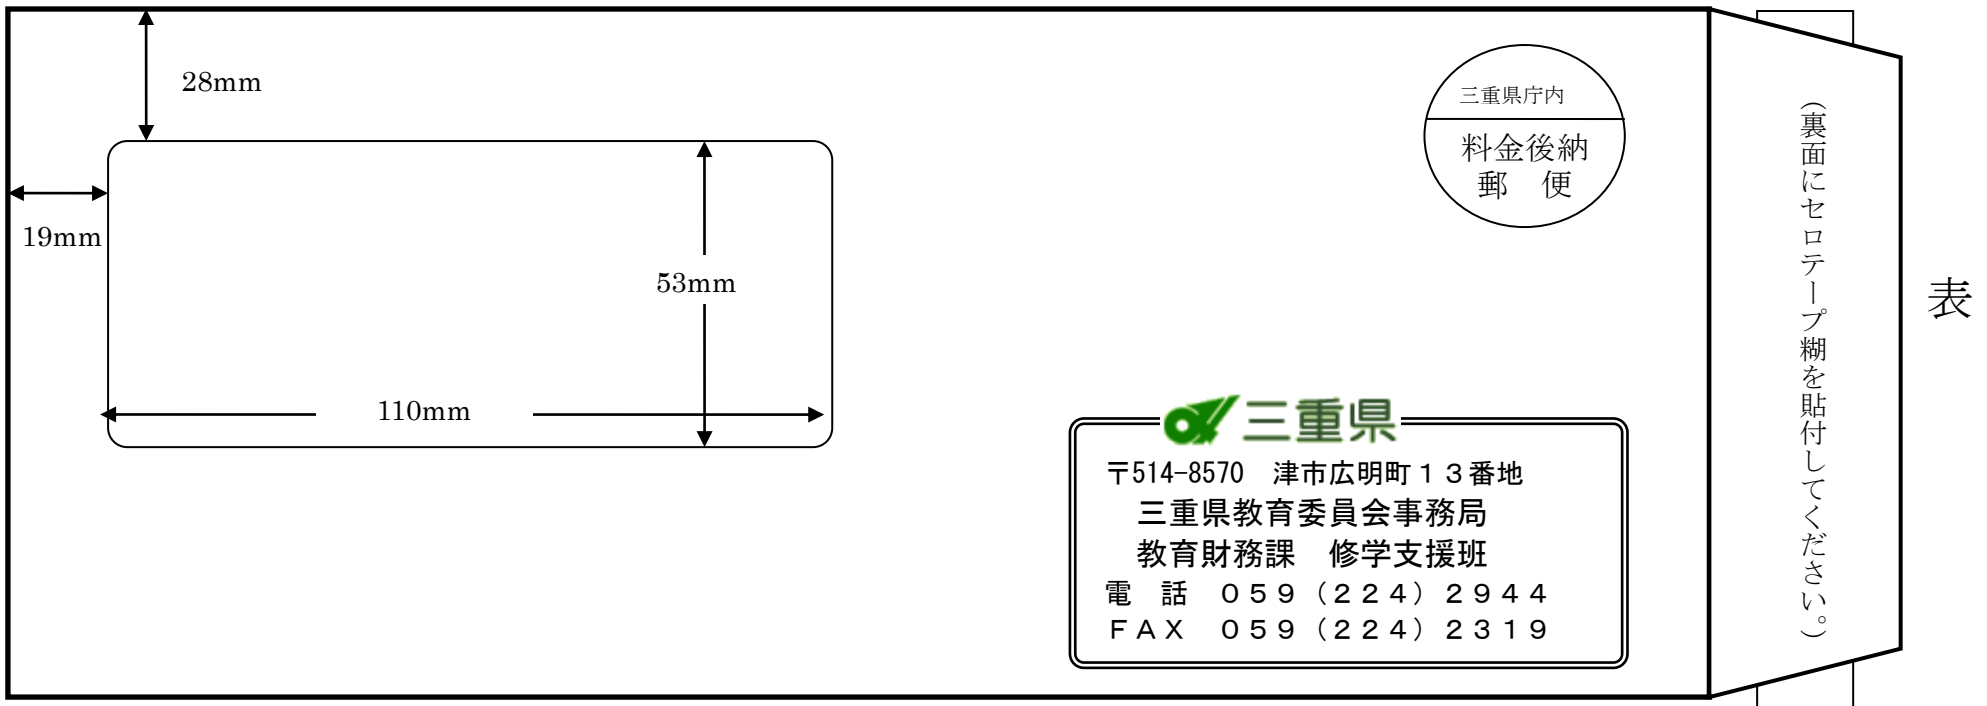 28mm
19mm
53mm
110mm
三重県庁内
料金後納
郵　便
三重県
〒514-8570　津市広明町１３番地
三重県教育委員会事務局
教育財務課　修学支援班
電　話　０５９（２２４）２９４４
ＦＡＸ　０５９（２２４）２３１９
（裏面にセロテープ糊を貼付してください。）
表